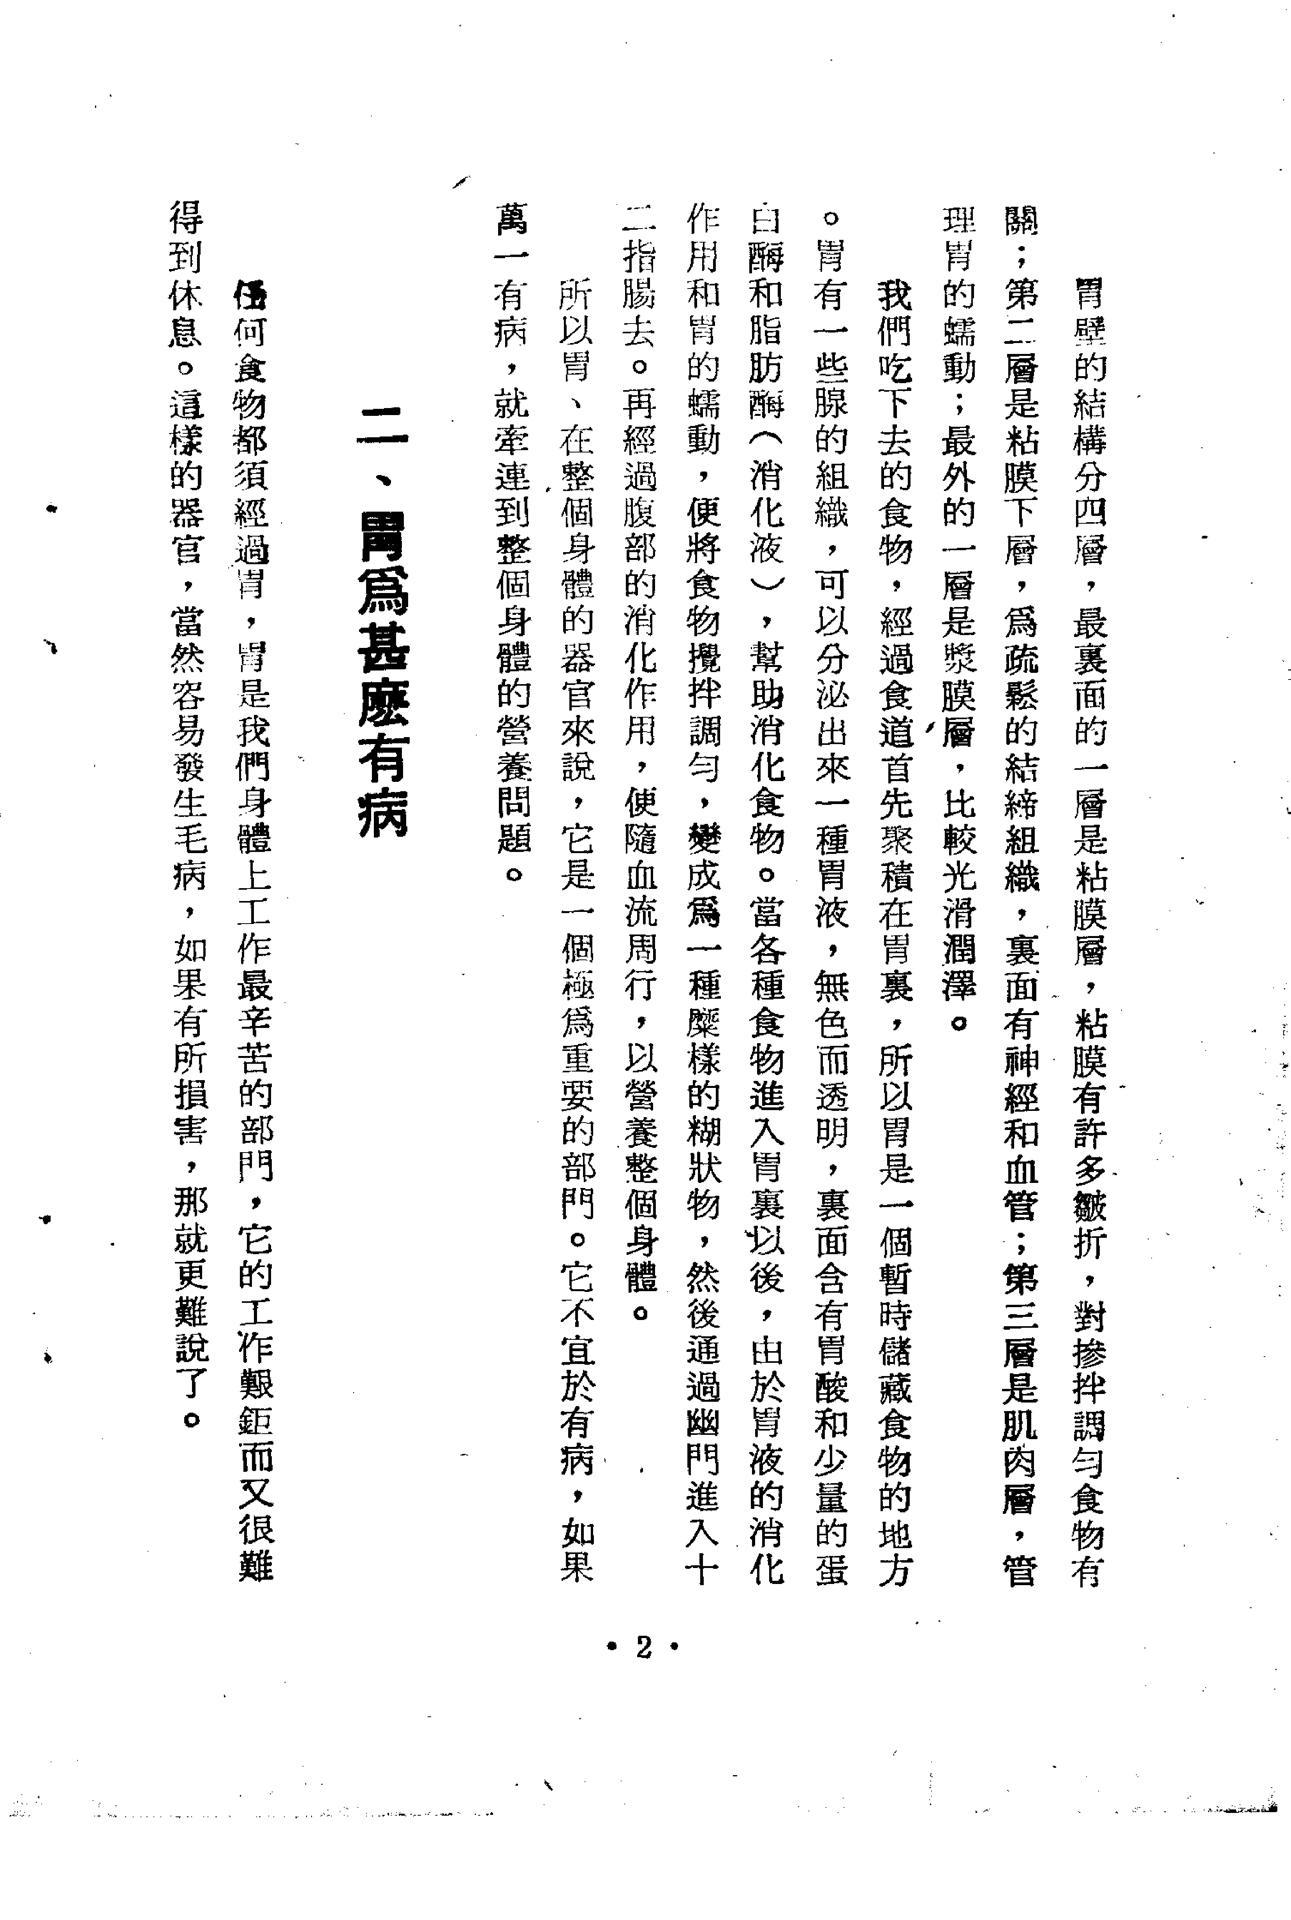 胃壁的結構分四層，最裏面的一層是粘膜層，粘膜有許多皺折，對摻拌調勻食物有
關；第二層是粘膜下層，爲疏鬆的結締組織，裏面有神經和血管；第三層是肌肉層，管
理胃的蠕動；最外的一層是漿膜層，比較光滑潤澤。
我們吃下去的食物，經過食道首先聚積在胃裏，所以胃是一個暫時儲藏食物的地方
。胃有一些腺的組織，可以分泌出來一種胃液，無色而透明，裏面含有胃酸和少量的蛋
白酶和脂肪酶（消化液），幫助消化食物。當各種食物進入胃裏以後，由於胃液的消化
作用和胃的蠕動，便將食物攪拌調勻，變成爲一種糜樣的糊狀物，然後通過幽門進入十
二指腸去。再經過腹部的消化作用，便隨血流周行，以營養整個身體。
所以胃、在整個身體的器官來說，它是一個極爲重要的部門。它不宜於有病，如果
萬一有病，就牽連到整個身體的營養問題。
二、胃爲甚麽有病
任何食物都須經過胃，胃是我們身體上工作最辛苦的部門，它的工作艱鉅而又很難
得到休息。這樣的器官，當然容易發生毛病，如果有所損害，那就更難說了。
• 2 •